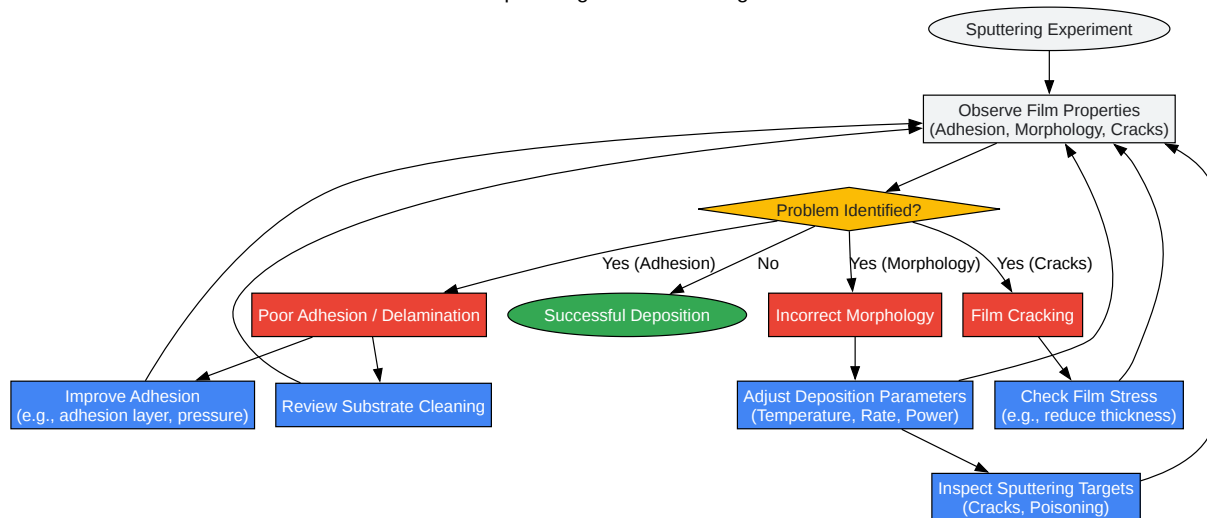 Sputtering Experiment
Observe Film Properties
(Adhesion, Morphology, Cracks)
Problem Identified?
Yes (Adhesion)
No
Yes (Morphology)
Yes (Cracks)
Poor Adhesion / Delamination
Successful Deposition
Incorrect Morphology
Film Cracking
Improve Adhesion
(e.g., adhesion layer, pressure)
Review Substrate Cleaning
Adjust Deposition Parameters
(Temperature, Rate, Power)
Check Film Stress
(e.g., reduce thickness)
Inspect Sputtering Targets
(Cracks, Poisoning)